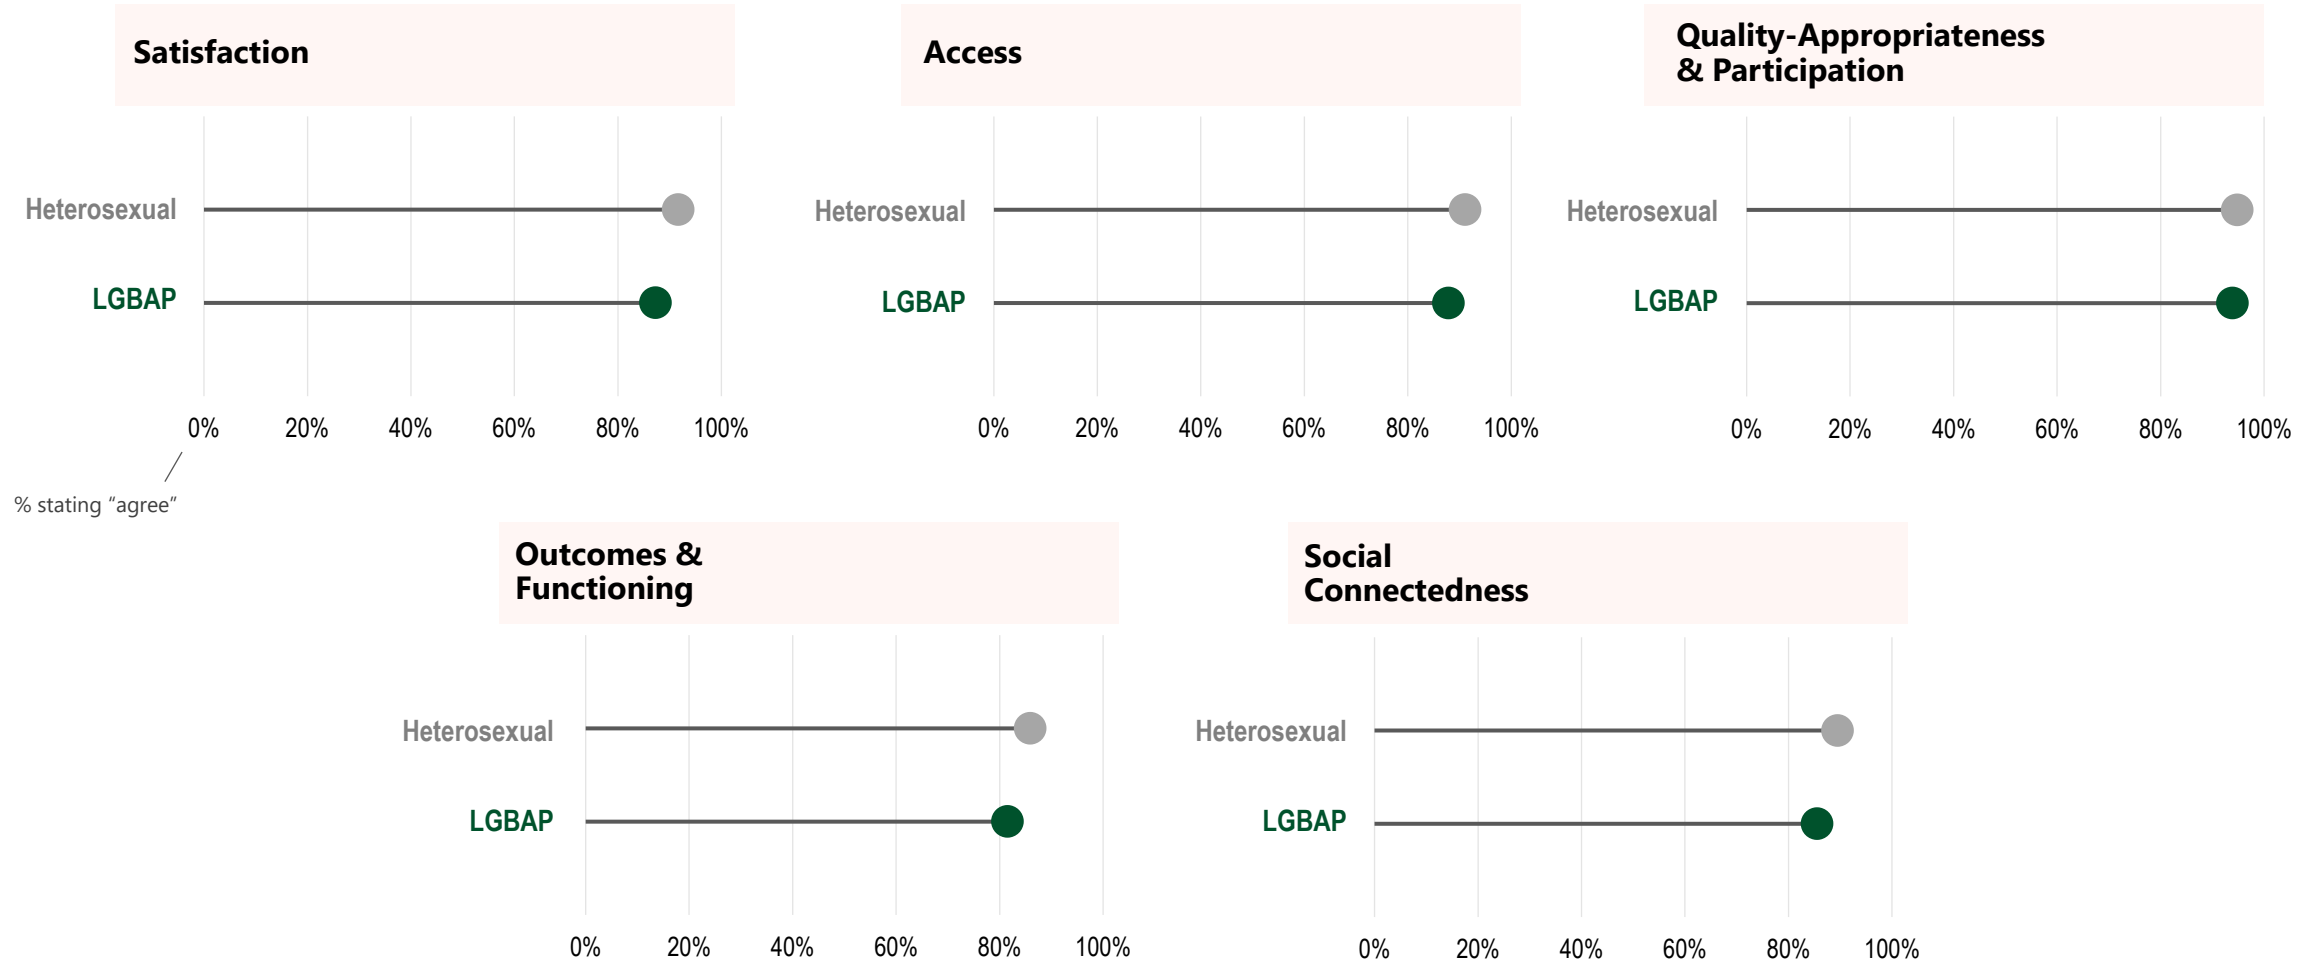 Satisfaction
Heterosexual
LGBAP
0% 20% 40% 60% 80% 100%
% stating “agree”
Access
Heterosexual
LGBAP
0% 20% 40% 60% 80% 100%
Quality-Appropriateness
& Participation
Heterosexual
LGBAP
0% 20% 40% 60% 80% 100%
Outcomes &
Functioning
Heterosexual
LGBAP
0% 20% 40% 60% 80% 100%
Social
Connectedness
Heterosexual
LGBAP
0% 20% 40% 60% 80% 100%